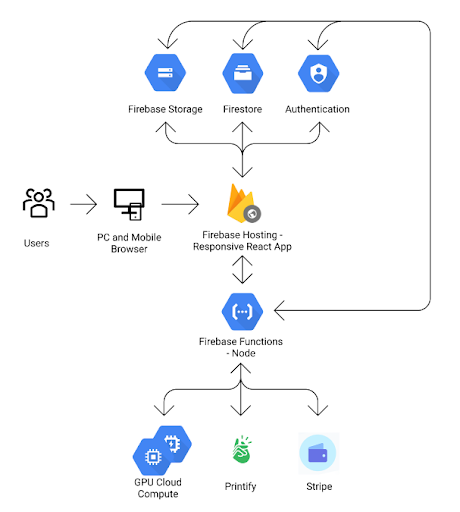 Firebase Storage
Firestore
Authentication
Users
PC and Mobile
Browser
Firebase Hosting -
Responsive React App
Firebase Functions
- Node
GPU Cloud
Compute
Printify
Stripe